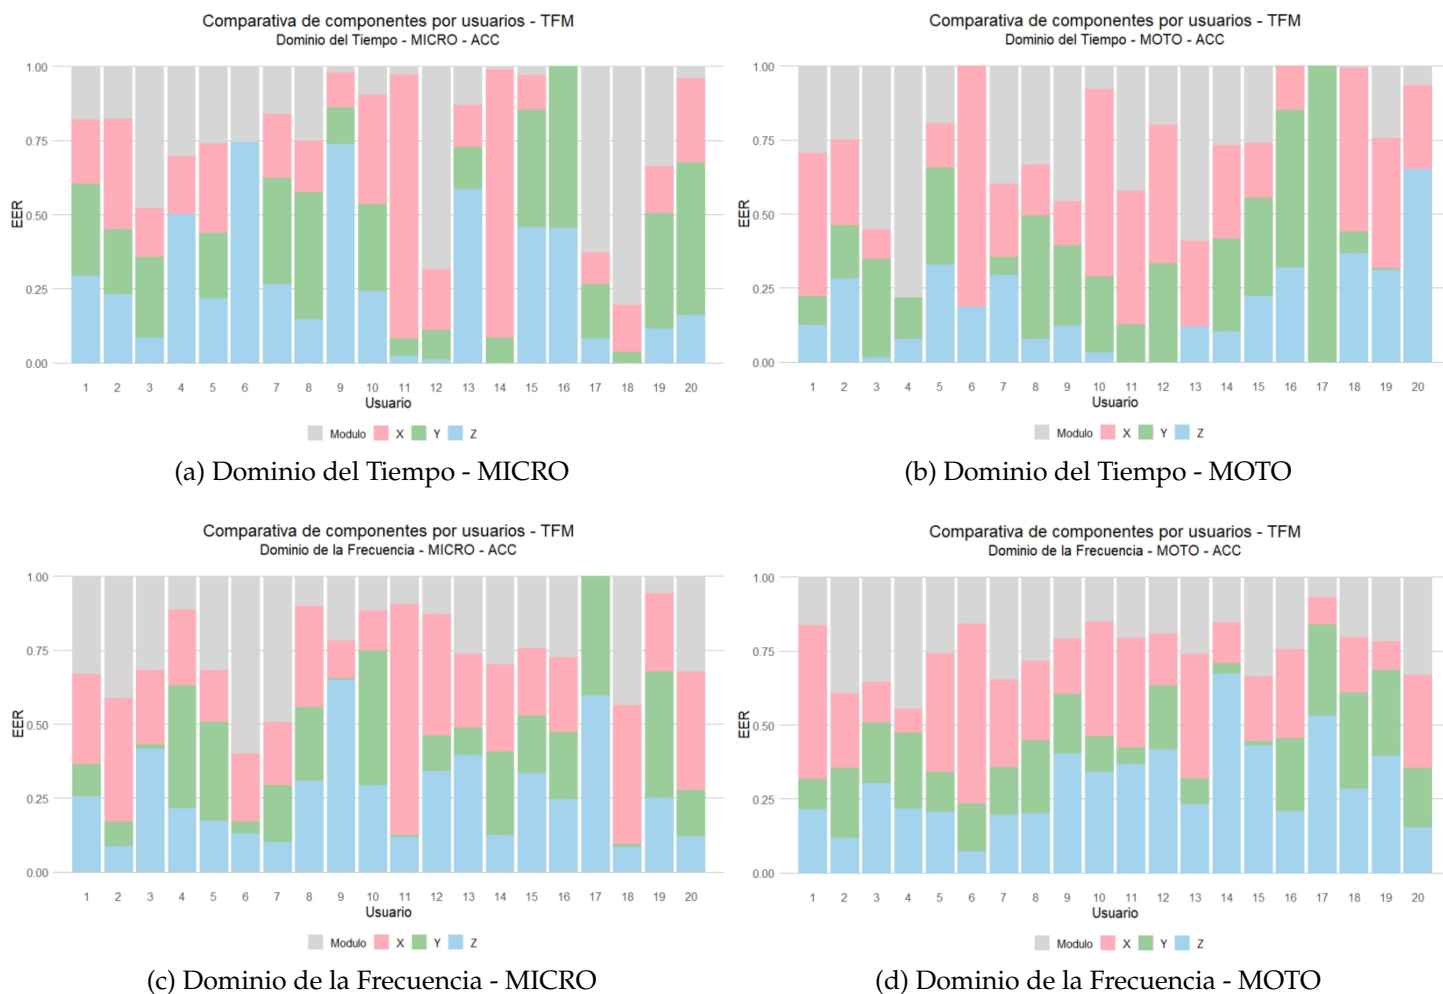 Comparativa de componentes por usuarios - TFM
Dominio del Tiempo - MICRO - ACC
1.00
0.75
0.50
0.25
0.00
EER
1 2 3 4 5 6 7 8 9 10 11 12 13 14 15 16 17 18 19 20
Usuario
Modulo X Y Z
(a) Dominio del Tiempo - MICRO
Comparativa de componentes por usuarios - TFM
Dominio del Tiempo - MOTO - ACC
1.00
0.75
0.50
0.25
0.00
EER
1 2 3 4 5 6 7 8 9 10 11 12 13 14 15 16 17 18 19 20
Usuario
Modulo X Y Z
(b) Dominio del Tiempo - MOTO
Comparativa de componentes por usuarios - TFM
Dominio de la Frecuencia - MICRO - ACC
1.00
0.75
0.50
0.25
0.00
EER
1 2 3 4 5 6 7 8 9 10 11 12 13 14 15 16 17 18 19 20
Usuario
Modulo X Y Z
(c) Dominio de la Frecuencia - MICRO
Comparativa de componentes por usuarios - TFM
Dominio de la Frecuencia - MOTO - ACC
1.00
0.75
0.50
0.25
0.00
EER
1 2 3 4 5 6 7 8 9 10 11 12 13 14 15 16 17 18 19 20
Usuario
Modulo X Y Z
(d) Dominio de la Frecuencia - MOTO